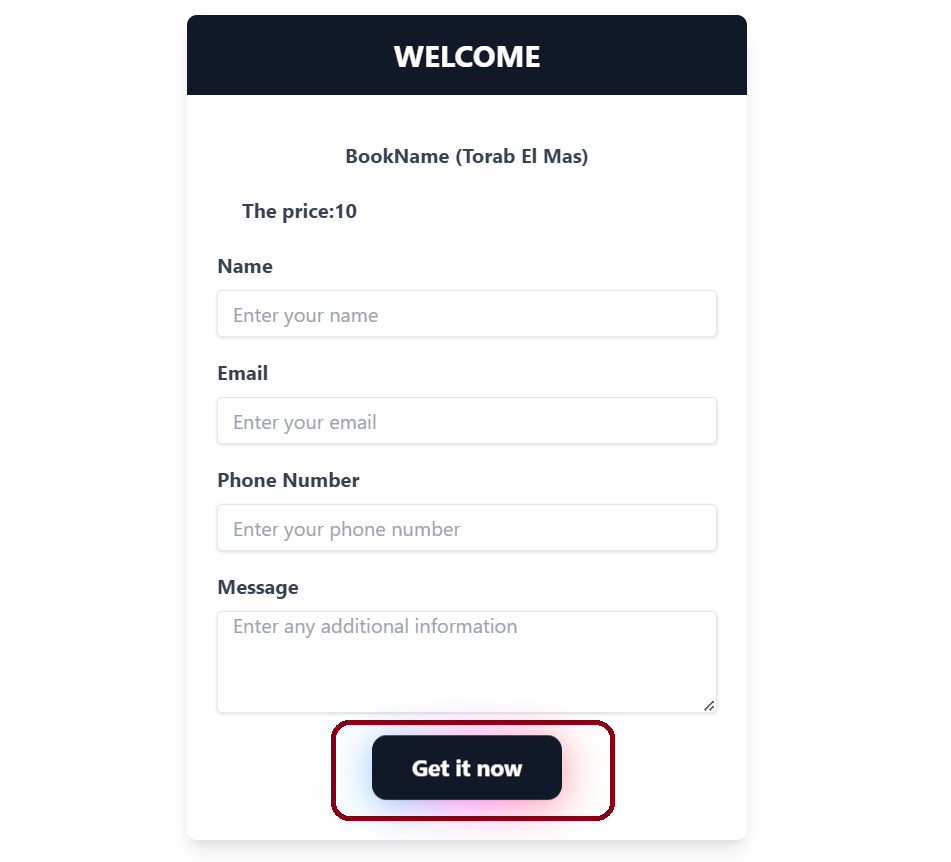 WELCOME
BookName (Torab El Mas)
The price:10
Name
Enter your name
Email
Enter your email
Phone Number
Enter your phone number
Message
Enter any additional information
Get it now